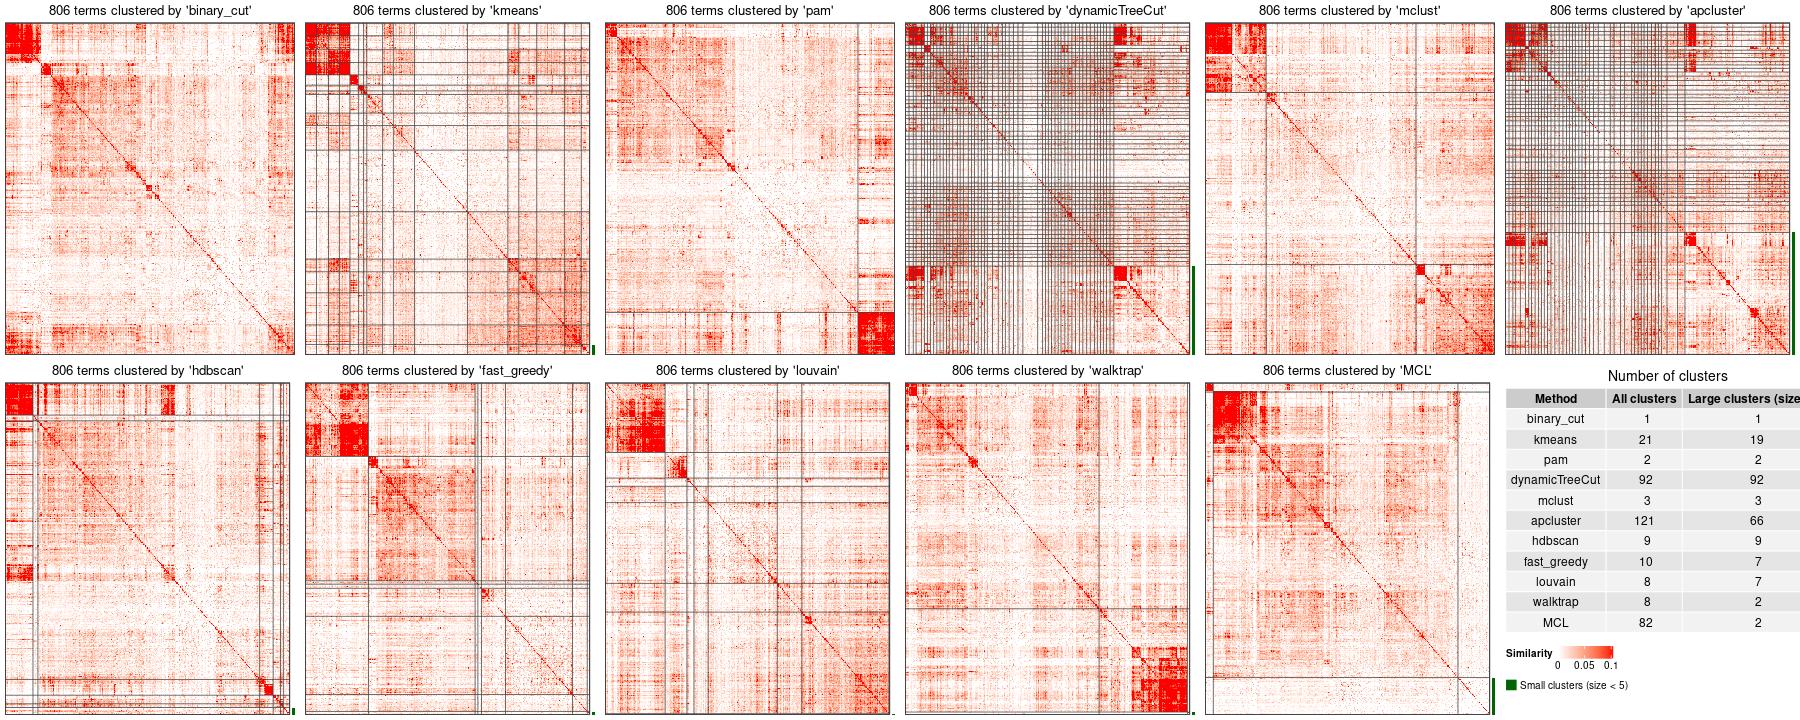 806 terms clustered by 'binary_cut'
806 terms clustered by 'kmeans'
806 terms clustered by 'pam'
806 terms clustered by 'dynamicTreeCut'
806 terms clustered by 'mclust'
806 terms clustered by 'apcluster'
806 terms clustered by 'hdbscan'
806 terms clustered by 'fast_greedy'
806 terms clustered by 'louvain'
806 terms clustered by 'walktrap'
806 terms clustered by 'MCL'
Number of clusters
Method All clusters Large clusters (size
binary_cut 1 1
kmeans 21 19
pam 2 2
dynamicTreeCut 92 92
mclust 3 3
apcluster 121 66
hdbscan 9 9
fast_greedy 10 7
louvain 8 7
walktrap 8 2
MCL 82 2
Similarity
0 0.05 0.1
Small clusters (size < 5)